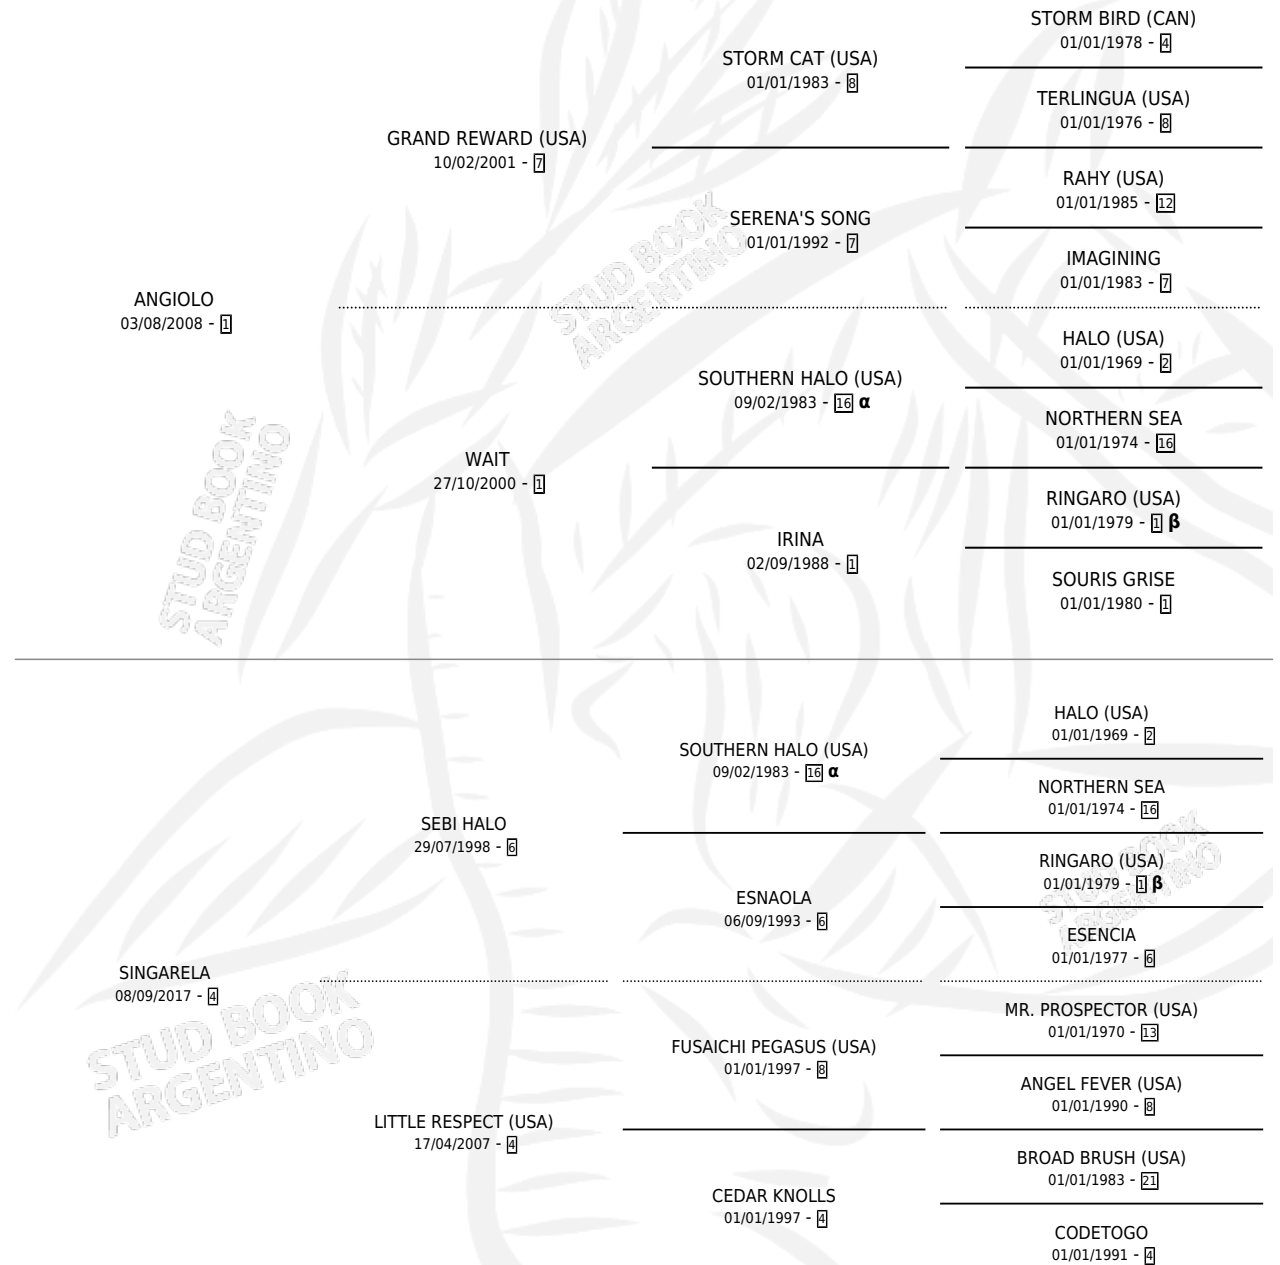 STORM BIRD (CAN)
01/01/1978 - 4
STORM CAT (USA)
01/01/1983 - 8
TERLINGUA (USA)
01/01/1976 - 8
GRAND REWARD (USA)
10/02/2001 - 7
RAHY (USA)
01/01/1985 - 12
SERENA'S SONG
01/01/1992 - 7
IMAGINING
01/01/1983 - 7
ANGIOLO
03/08/2008 - 1
HALO (USA)
01/01/1969 - 2
SOUTHERN HALO (USA)
09/02/1983 - 16 α
NORTHERN SEA
01/01/1974 - 16
WAIT
27/10/2000 - 1
RINGARO (USA)
01/01/1979 - 1 β
IRINA
02/09/1988 - 1
SOURIS GRISE
01/01/1980 - 1
HALO (USA)
01/01/1969 - 2
SOUTHERN HALO (USA)
09/02/1983 - 16 α
NORTHERN SEA
01/01/1974 - 16
SEBI HALO
29/07/1998 - 6
RINGARO (USA)
01/01/1979 - 1 β
ESNAOLA
06/09/1993 - 6
ESENCIA
01/01/1977 - 6
SINGARELA
08/09/2017 - 4
MR. PROSPECTOR (USA)
01/01/1970 - 13
FUSAICHI PEGASUS (USA)
01/01/1997 - 8
ANGEL FEVER (USA)
01/01/1990 - 8
LITTLE RESPECT (USA)
17/04/2007 - 4
BROAD BRUSH (USA)
01/01/1983 - 21
CEDAR KNOLLS
01/01/1997 - 4
CODETOGO
01/01/1991 - 4
STUD BOOK
ARGENTINO
STUD BOOK
ARGENTINO
STUD BOOK
ARGENTINO
STUD BOOK
ARGENTINO